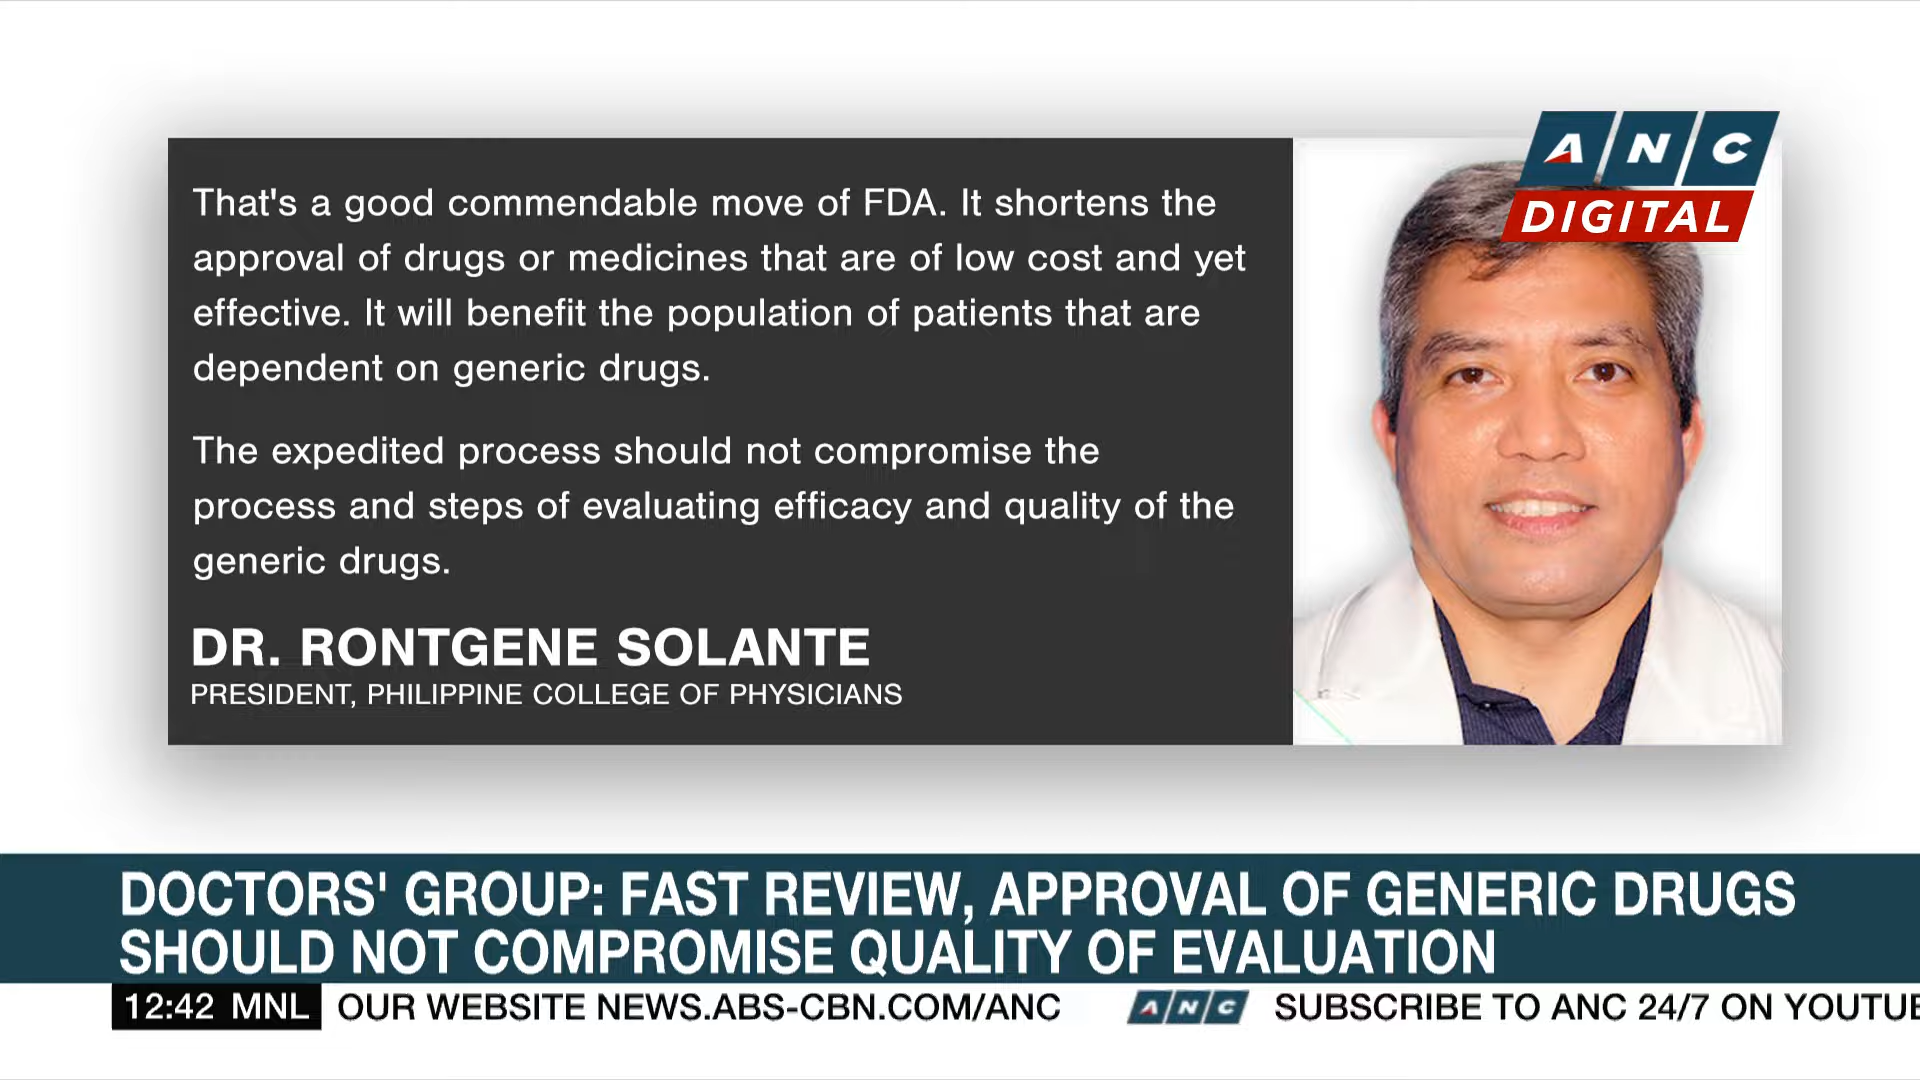 ANC
DIGITAL
That's a good commendable move of FDA. It shortens the
approval of drugs or medicines that are of low cost and yet
effective. It will benefit the population of patients that are
dependent on generic drugs.
The expedited process should not compromise the
process and steps of evaluating efficacy and quality of the
generic drugs.
DR. RONTGENE SOLANTE
PRESIDENT, PHILIPPINE COLLEGE OF PHYSICIANS
DOCTORS' GROUP: FAST REVIEW, APPROVAL OF GENERIC DRUGS
SHOULD NOT COMPROMISE QUALITY OF EVALUATION
12:42 MNL OUR WEBSITE NEWS.ABS-CBN.COM/ANC ANC SUBSCRIBE TO ANC 24/7 ON YOUTUB